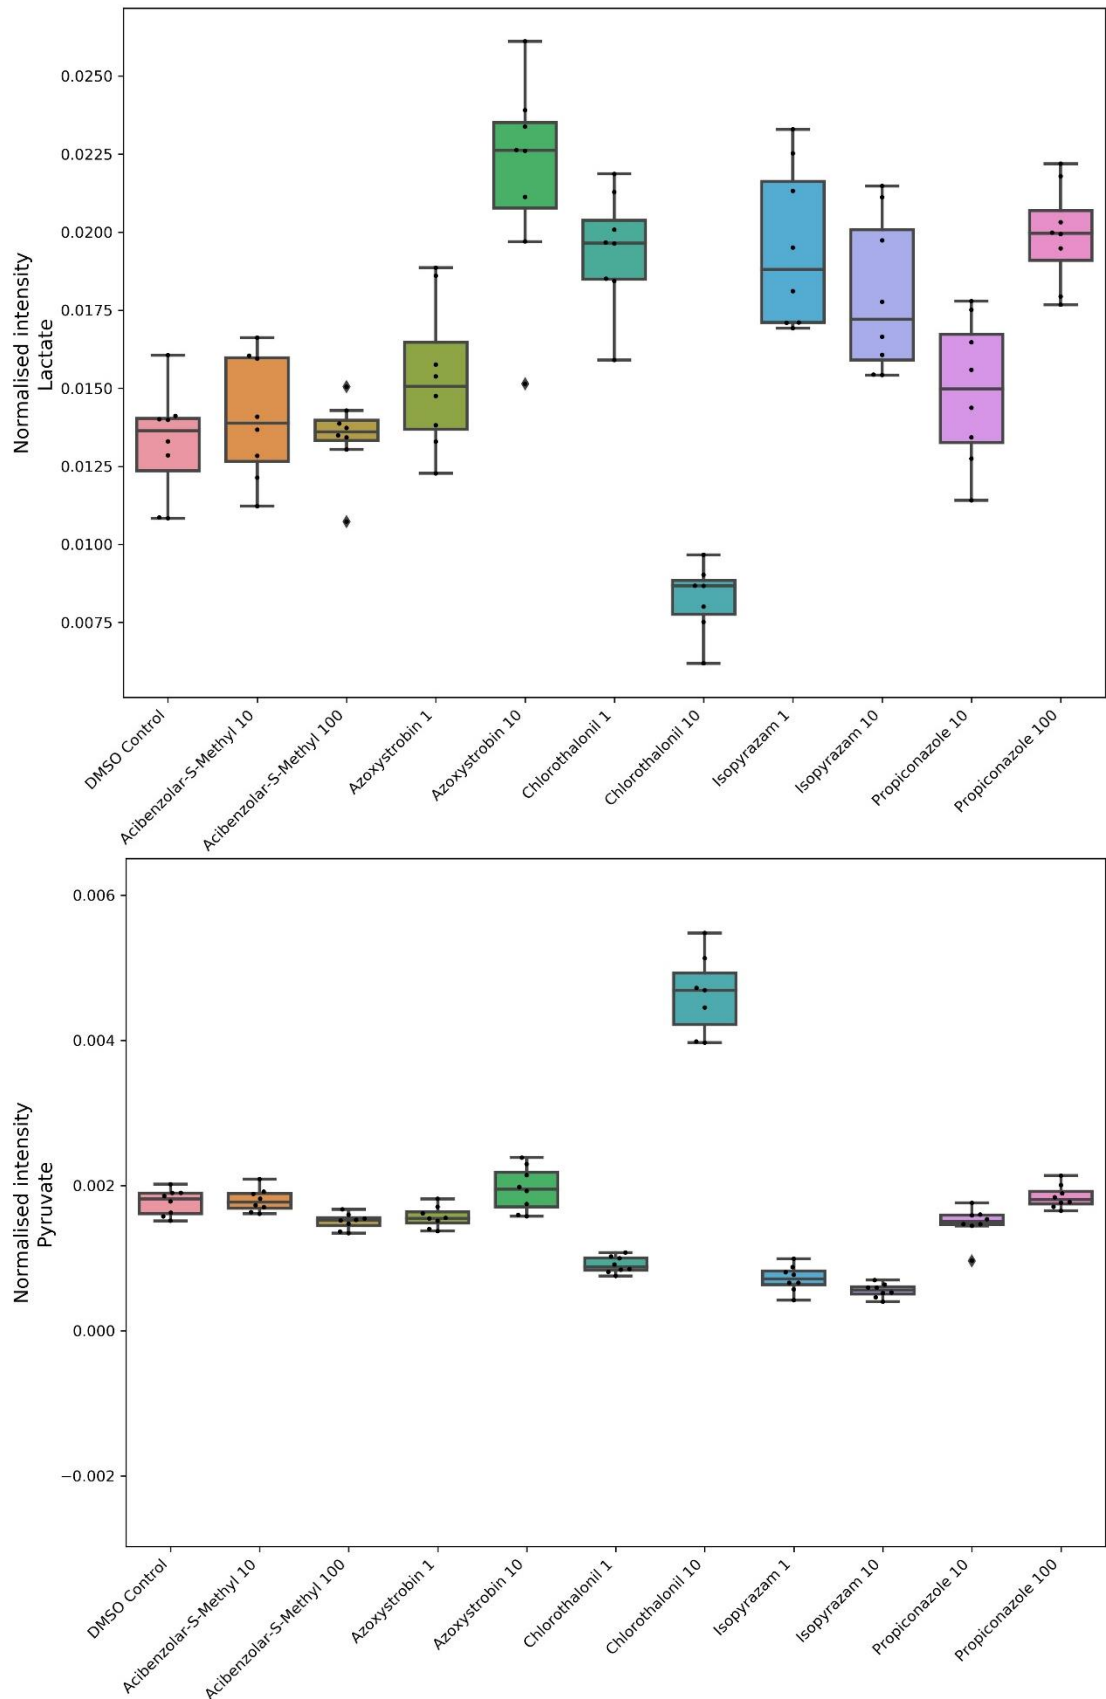 Normalised intensity
Lactate
0.0250
0.0225
0.0200
0.0175
0.0150
0.0125
0.0100
0.0075
DMSO Control
Acibenzolar-S-Methyl 10
Acibenzolar-S-Methyl 100
Azoxystrobin 1
Azoxystrobin 10
Chlorothalonil 1
Chlorothalonil 10
Isopyrazam 1
Isopyrazam 10
Propiconazole 10
Propiconazole 100
Normalised intensity
Pyruvate
0.006
0.004
0.002
0.000
−0.002
DMSO Control
Acibenzolar-S-Methyl 10
Acibenzolar-S-Methyl 100
Azoxystrobin 1
Azoxystrobin 10
Chlorothalonil 1
Chlorothalonil 10
Isopyrazam 1
Isopyrazam 10
Propiconazole 10
Propiconazole 100